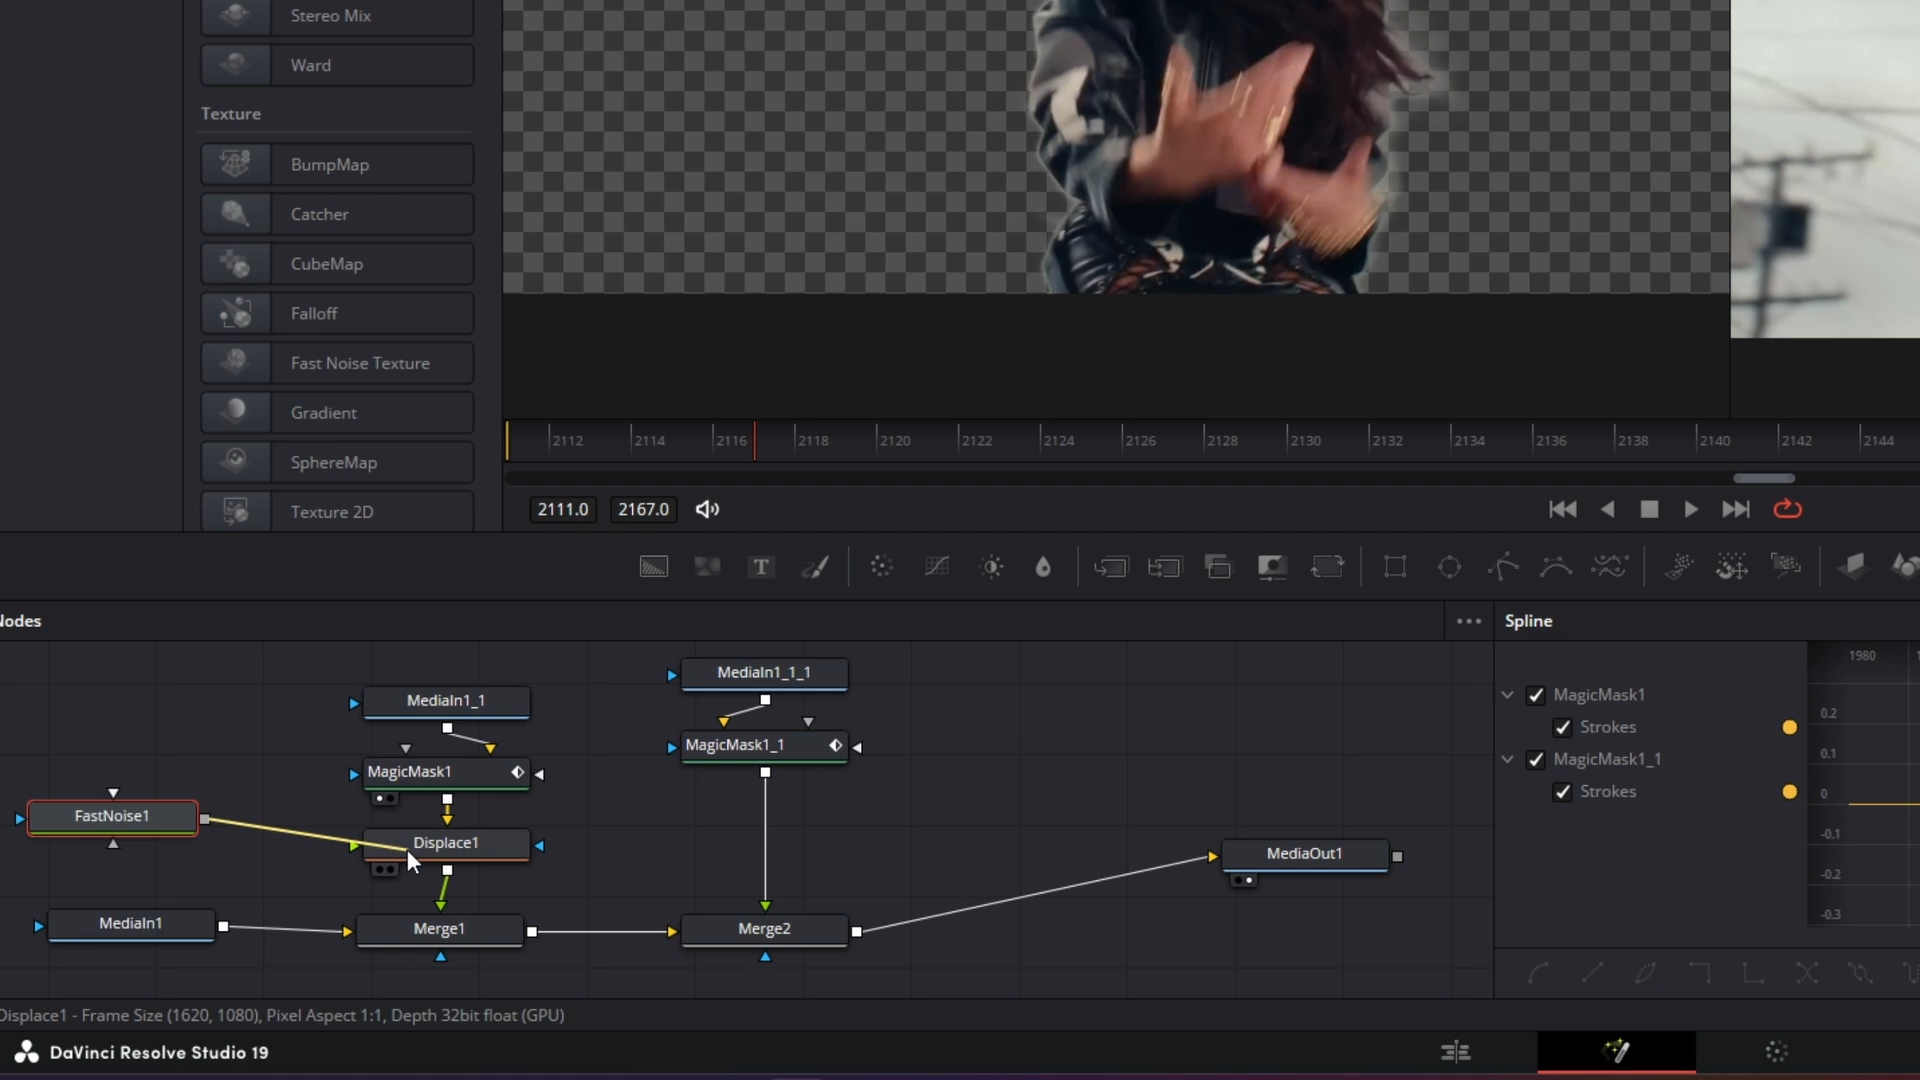 Stereo Mix
Ward
Texture
BumpMap
Catcher
CubeMap
Falloff
Fast Noise Texture
Gradient
SphereMap
Texture 2D
2112 2114 2116 2118 2120 2122 2124 2126 2128 2130 2132 2134 2136 2138 2140 2142 2144
2111.0 2167.0
T
Nodes
Spline
MediaIn1_1
MagicMask1
FastNoise1
Displace1
MediaIn1
Merge1
MediaIn1_1_1
MagicMask1_1
Merge2
MediaOut1
MagicMask1
Strokes
MagicMask1_1
Strokes
1980
0.2
0.1
0
-0.1
-0.2
-0.3
Displace1 - Frame Size (1620, 1080), Pixel Aspect 1:1, Depth 32bit float (GPU)
DaVinci Resolve Studio 19